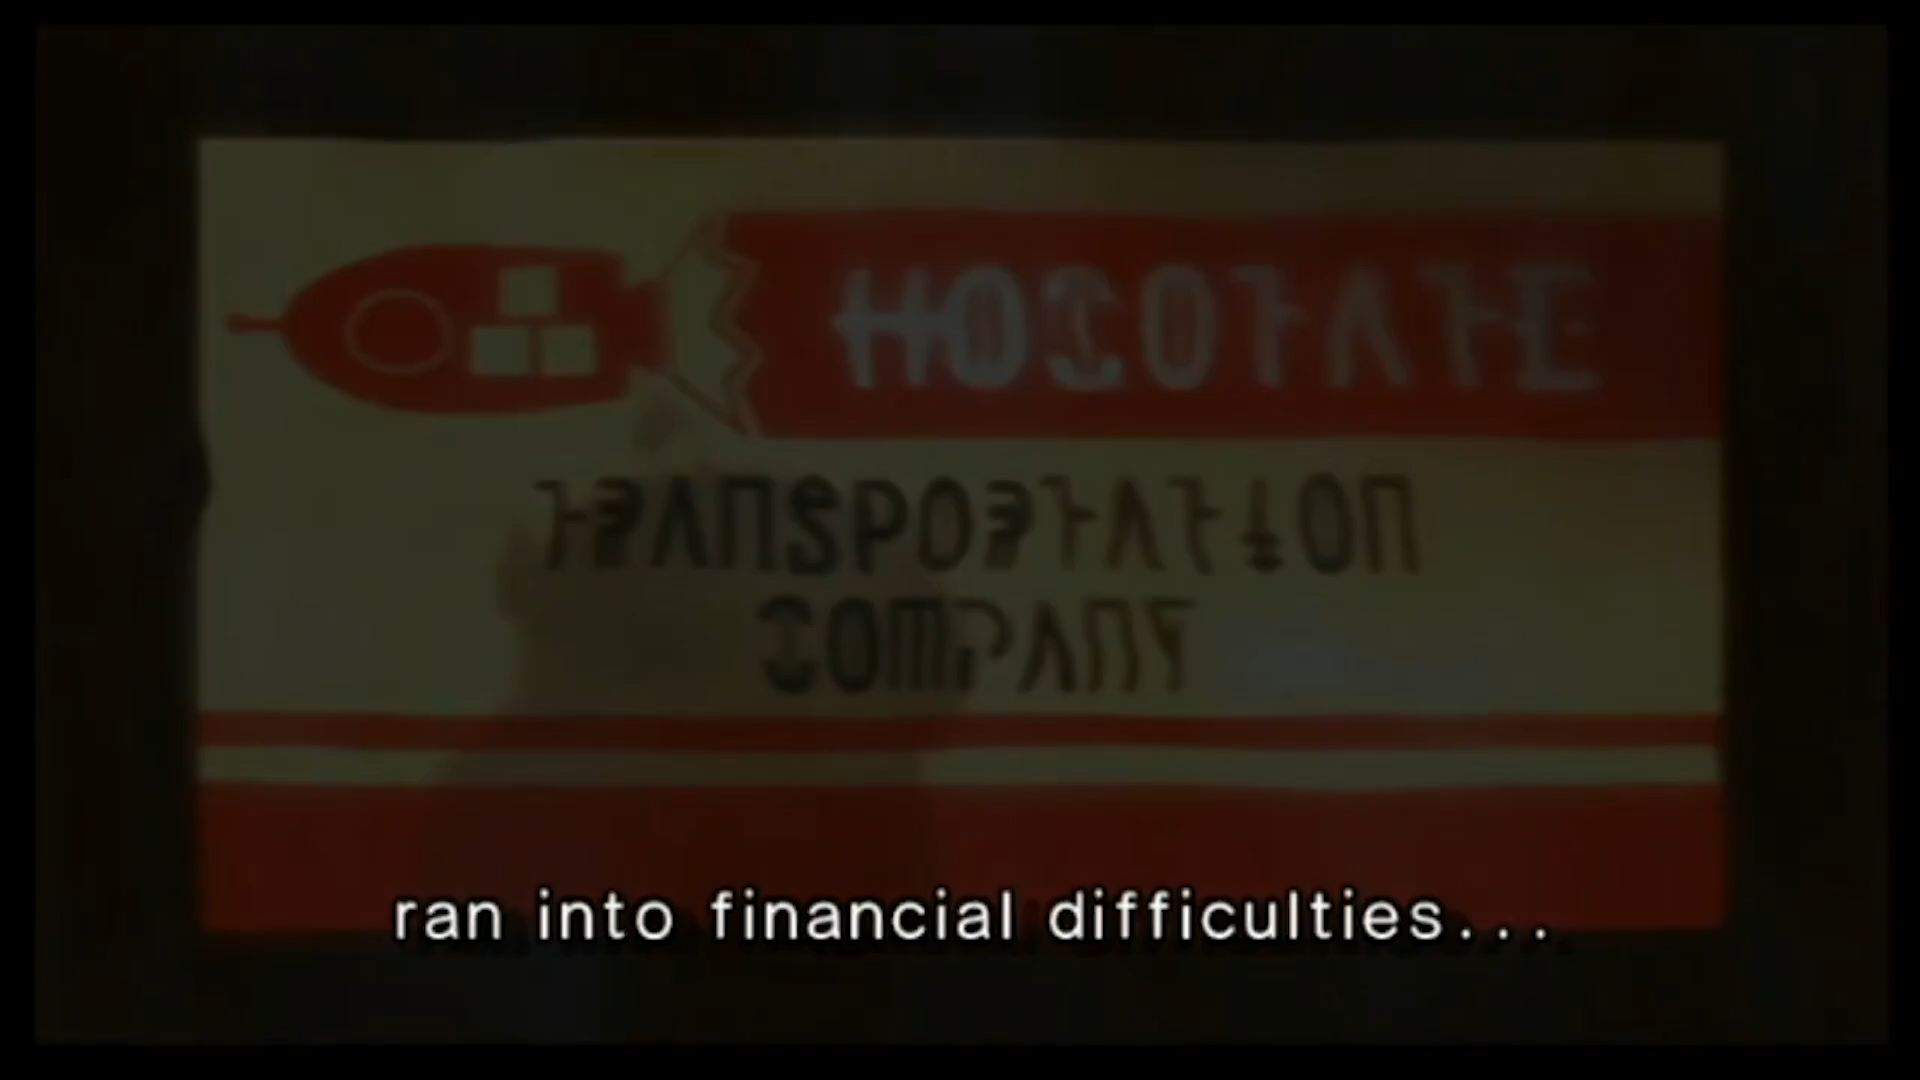 HOCOTATE
TRANSPORTATION
COMPANY
ran into financial difficulties...